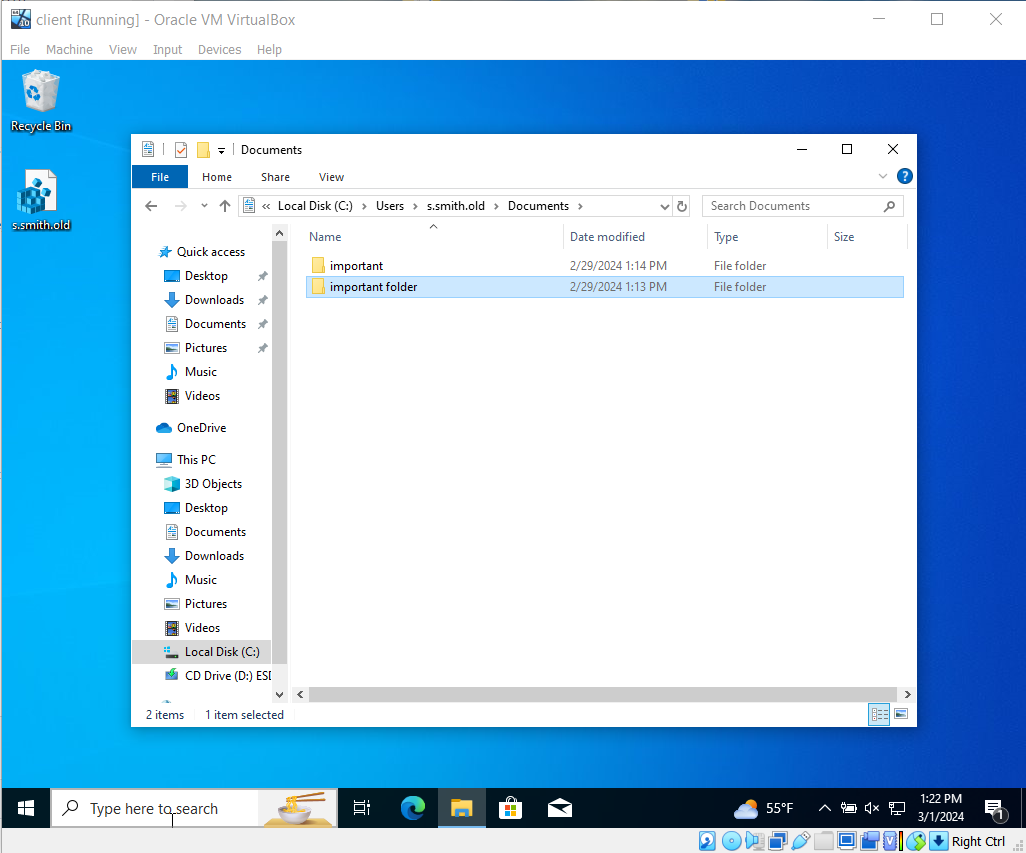 client [Running] - Oracle VM VirtualBox
File Machine View Input Devices Help
Recycle Bin
s.smith.old
Documents
File Home Share View
« Local Disk (C:) > Users > s.smith.old > Documents >
Search Documents
Name Date modified Type Size
important 2/29/2024 1:14 PM File folder
important folder 2/29/2024 1:13 PM File folder
Quick access
Desktop
Downloads
Documents
Pictures
Music
Videos
OneDrive
This PC
3D Objects
Desktop
Documents
Downloads
Music
Pictures
Videos
Local Disk (C:)
CD Drive (D:) ESD
2 items 1 item selected
Type here to search
55°F
1:22 PM
3/1/2024
1
Right Ctrl